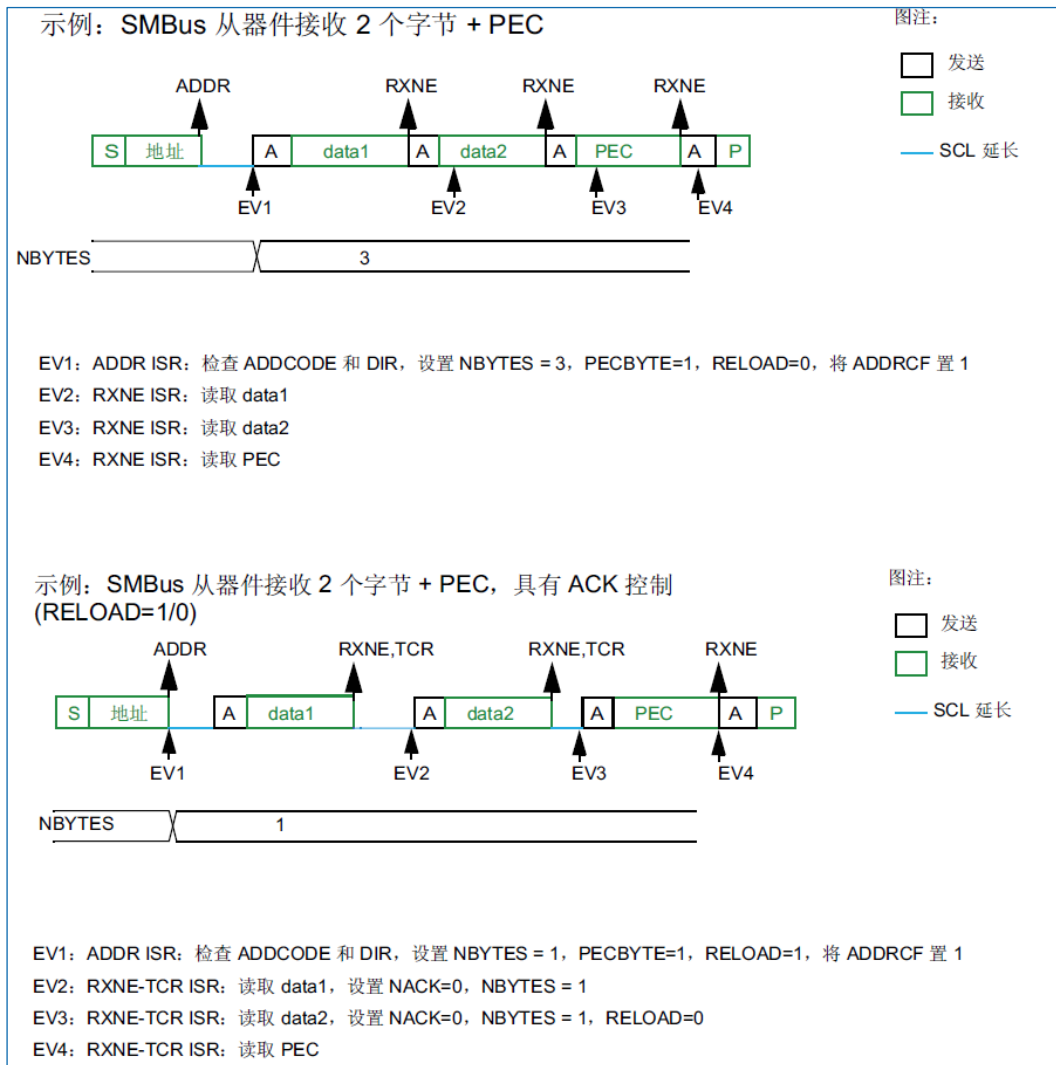 示例：SMBus 从器件接收 2 个字节 + PEC
图注：
发送
接收
SCL 延长
ADDR RXNE RXNE RXNE
S 地址 A data1 A data2 A PEC A P
EV1 EV2 EV3 EV4
NBYTES 3
EV1：ADDR ISR：检查 ADDCODE 和 DIR，设置 NBYTES = 3，PECBYTE=1，RELOAD=0，将 ADDRCF 置 1
EV2：RXNE ISR：读取 data1
EV3：RXNE ISR：读取 data2
EV4：RXNE ISR：读取 PEC
示例：SMBus 从器件接收 2 个字节 + PEC，具有 ACK 控制
(RELOAD=1/0)
图注：
发送
接收
SCL 延长
ADDR RXNE,TCR RXNE,TCR RXNE
S 地址 A data1 A data2 A PEC A P
EV1 EV2 EV3 EV4
NBYTES 1
EV1：ADDR ISR：检查 ADDCODE 和 DIR，设置 NBYTES = 1，PECBYTE=1，RELOAD=1，将 ADDRCF 置 1
EV2：RXNE-TCR ISR：读取 data1，设置 NACK=0，NBYTES = 1
EV3：RXNE-TCR ISR：读取 data2，设置 NACK=0，NBYTES = 1，RELOAD=0
EV4：RXNE-TCR ISR：读取 PEC